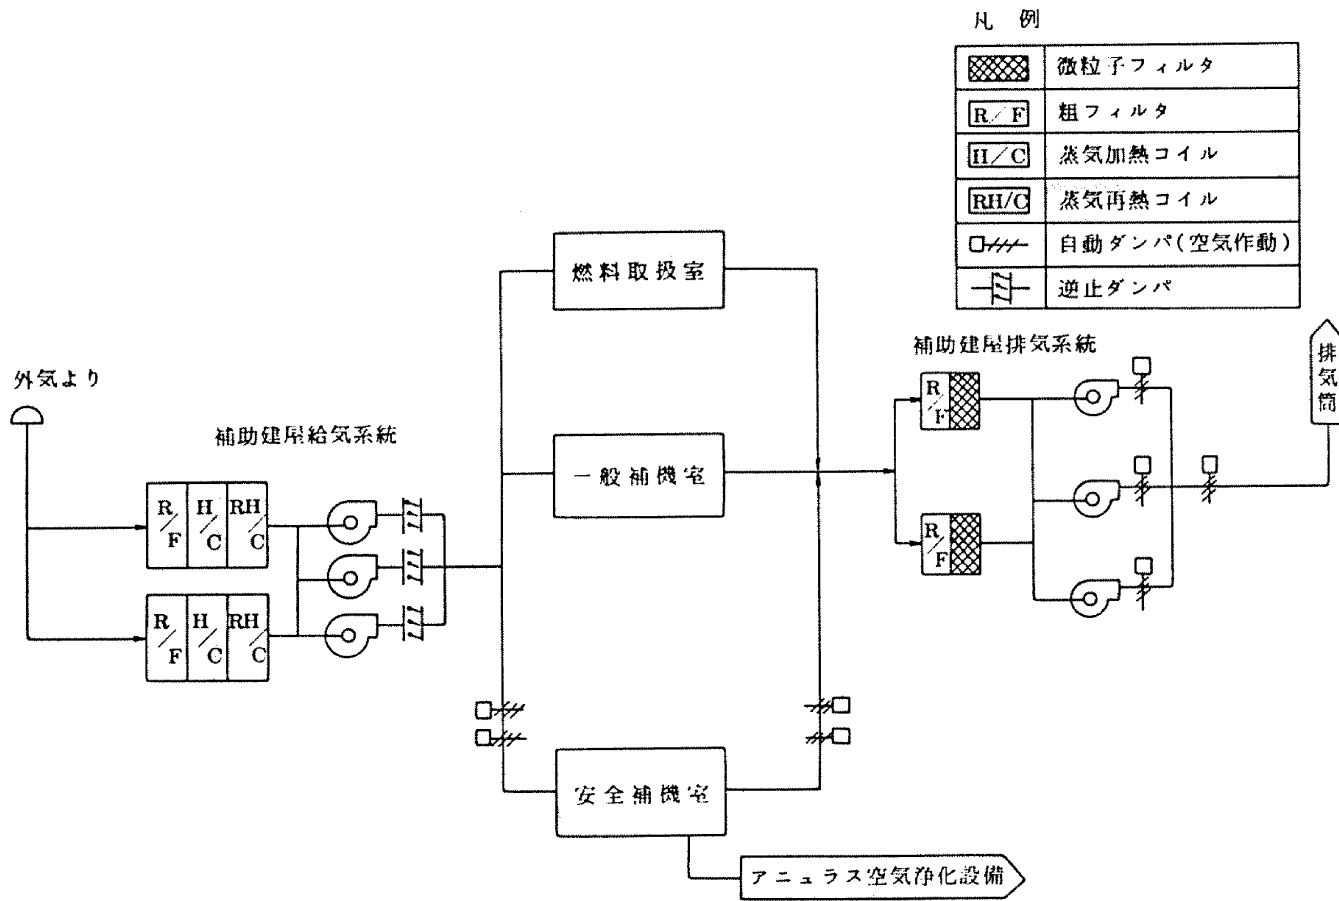 凡例
微粒子フィルタ
R/F 粗フィルタ
H/C 蒸気加熱コイル
RH/C 蒸気再熱コイル
自動ダンパ(空気作動)
逆止ダンパ
燃料取扱室
補助建屋排気系統
排気筒
外気より
補助建屋給気系統
R/F
一般補機室
R/F H/C RH/C
R/F
R/F H/C RH/C
安全補機室
アニュラス空気浄化設備